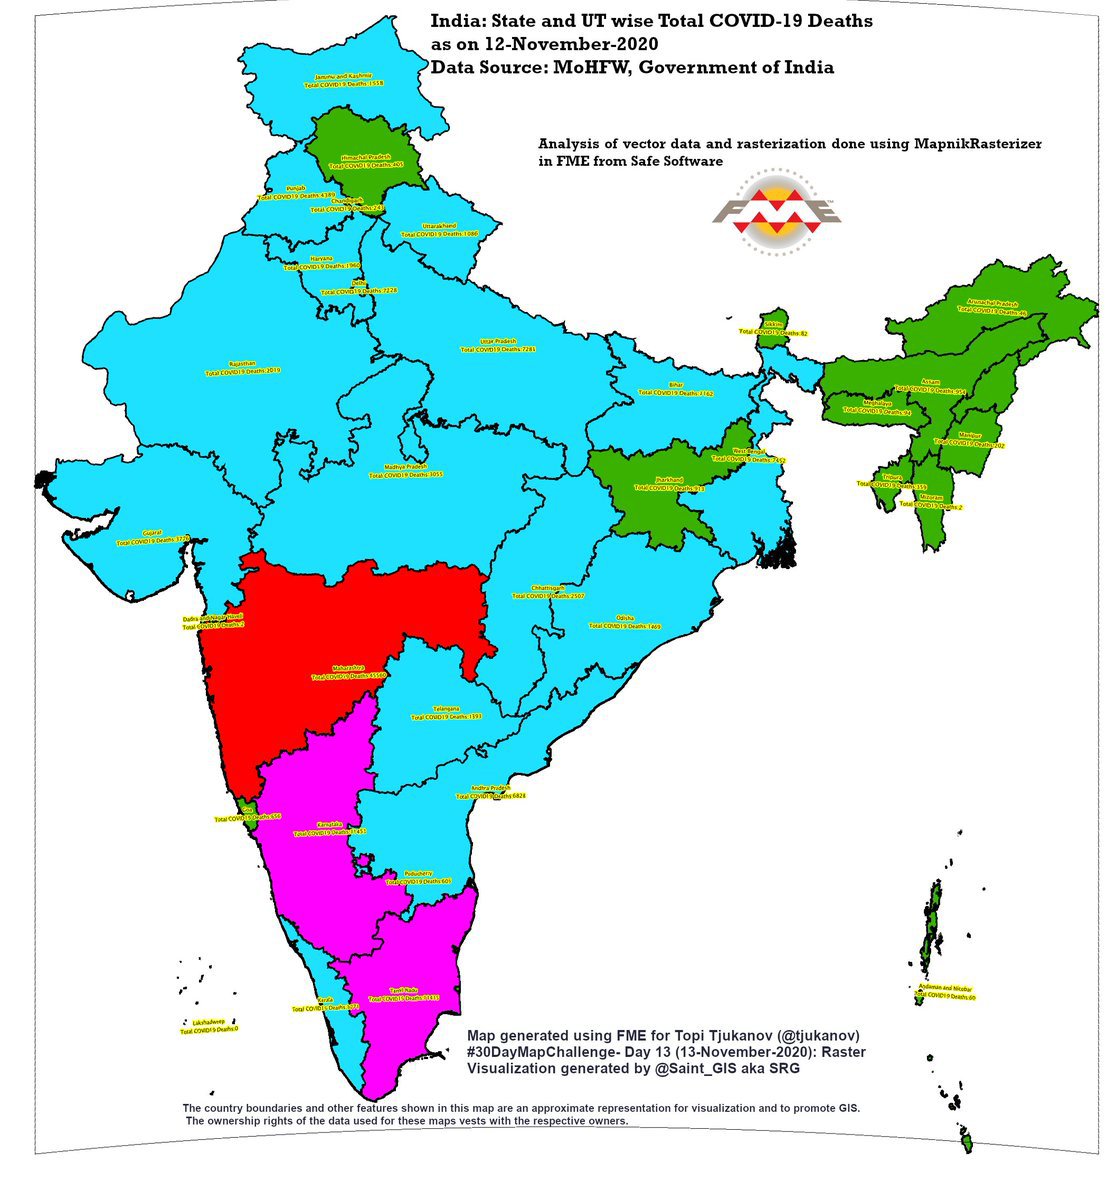 India: State and UT wise Total COVID-19 Deaths
as on 12-November-2020
Data Source: MoHFW, Government of India
Analysis of vector data and rasterization done using MapnikRasterizer
in FME from Safe Software
FME
TM
Jammu and Kashmir
Total COVID19 Deaths:1558
Himachal Pradesh
Total COVID19 Deaths:405
Punjab
Total COVID19 Deaths:4389
Chandigarh
Total COVID19 Deaths:
Uttarakhand
Total COVID19 Deaths:1086
Haryana
Total COVID19 Deaths:1960
Delhi
Total COVID19 Deaths:7228
Arunachal Pradesh
Total COVID19 Deaths:46
Sikkim
Total COVID19 Deaths:82
Uttar Pradesh
Total COVID19 Deaths:7281
Rajasthan
Total COVID19 Deaths:2019
Bihar
Total COVID19 Deaths:1162
Assam
Total COVID19 Deaths:954
Meghalaya
Total COVID19 Deaths:94
Manipur
Total COVID19 Deaths:202
West Bengal
Total COVID19 Deaths:7452
Madhya Pradesh
Total COVID19 Deaths:3055
Jharkhand
Total COVID19 Deaths:913
Tripura
Total COVID19 Deaths:359
Mizoram
Total COVID19 Deaths:2
Gujarat
Total COVID19 Deaths:
Chhattisgarh
Total COVID19 Deaths:2507
Dadra and Nagar Haveli
Total COVID19 Deaths:2
Odisha
Total COVID19 Deaths:1469
Maharashtra
Total COVID19 Deaths:
Telangana
Total COVID19 Deaths:1393
Andhra Pradesh
Total COVID19 Deaths:6828
Goa
Total COVID19 Deaths:656
Karnataka
Total COVID19 Deaths:
Puducherry
Total COVID19 Deaths:
Andaman and Nicobar
Total COVID19 Deaths:60
Tamil Nadu
Total COVID19 Deaths:11415
Kerala
Total COVID19 Deaths:
Lakshadweep
Total COVID19 Deaths:0
Map generated using FME for Topi Tjukanov (@tjukanov)
#30DayMapChallenge- Day 13 (13-November-2020): Raster
Visualization generated by @Saint_GIS aka SRG
The country boundaries and other features shown in this map are an approximate representation for visualization and to promote GIS.
The ownership rights of the data used for these maps vests with the respective owners.